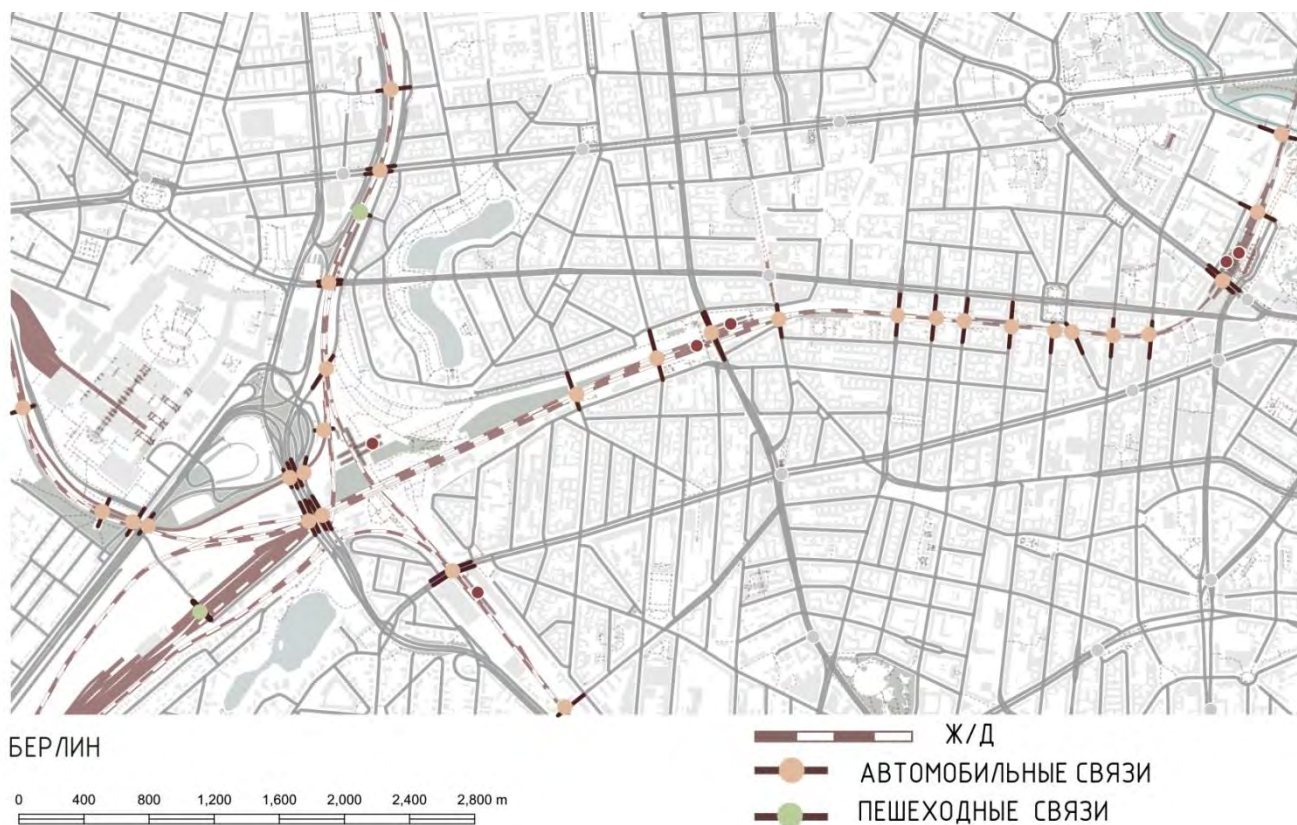 БЕРЛИН
0 400 800 1,200 1,600 2,000 2,400 2,800 m
Ж/Д
АВТОМОБИЛЬНЫЕ СВЯЗИ
ПЕШЕХОДНЫЕ СВЯЗИ